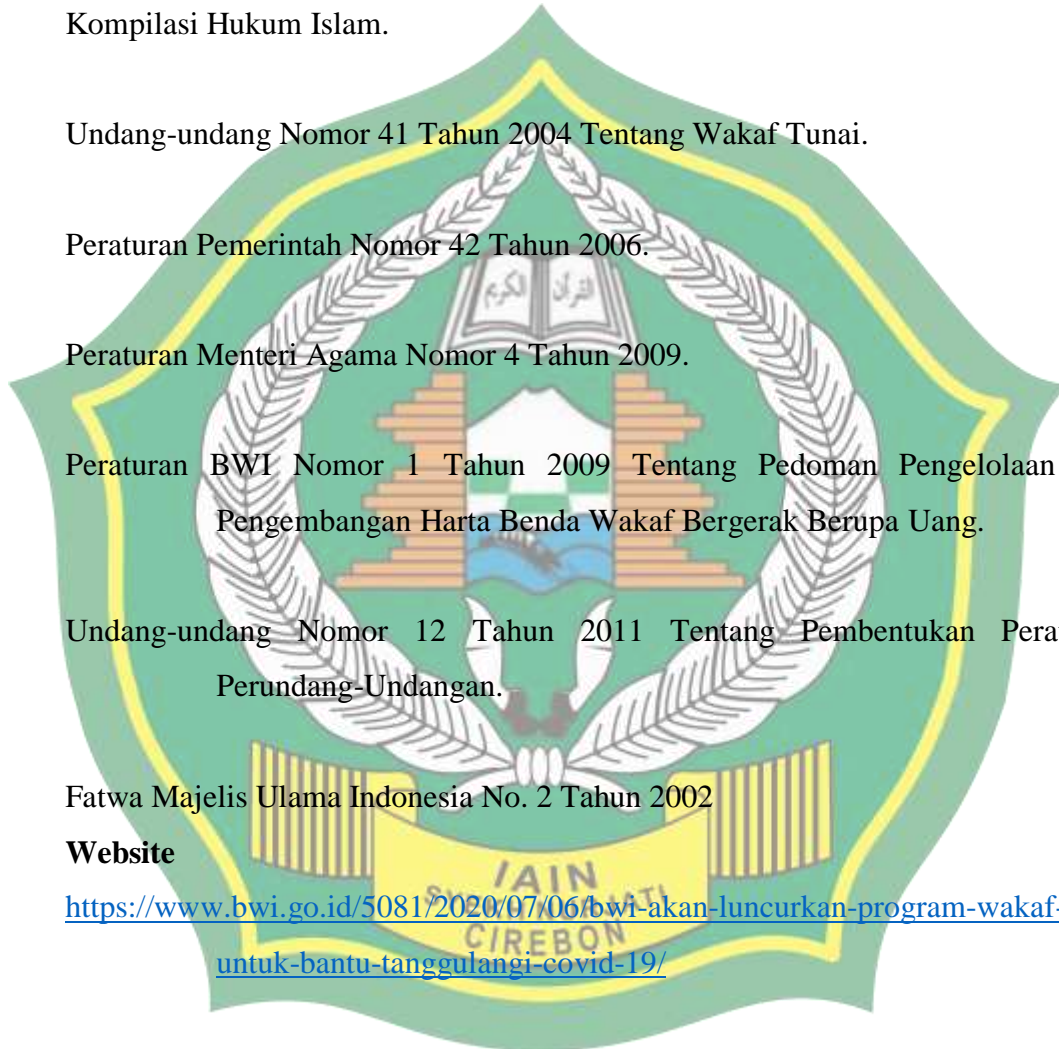 Kompilasi Hukum Islam.
Undang-undang Nomor 41 Tahun 2004 Tentang Wakaf Tunai.
Peraturan Pemerintah Nomor 42 Tahun 2006.
القرآن الكريم
Peraturan Menteri Agama Nomor 4 Tahun 2009.
Peraturan BWI Nomor 1 Tahun 2009 Tentang Pedoman Pengelolaan
Pengembangan Harta Benda Wakaf Bergerak Berupa Uang.
Undang-undang Nomor 12 Tahun 2011 Tentang Pembentukan
Perundang-Undangan.
Fatwa Majelis Ulama Indonesia No. 2 Tahun 2002
Website
IAIN
SYEKH NURJATI
https://www.bwi.go.id/5081/2020/07/06/bwi-akan-luncurkan-program-wakaf-
CIREBON
untuk-bantu-tanggulangi-covid-19/